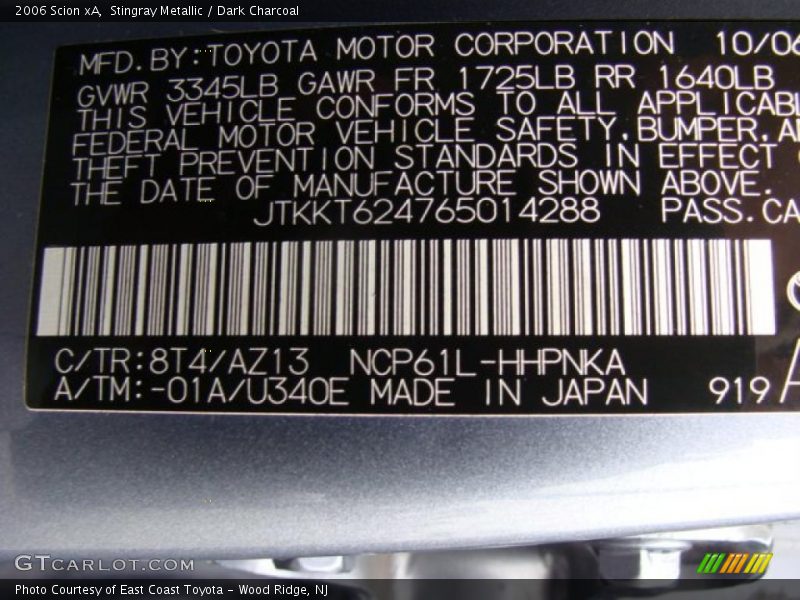 2006 Scion xA, Stingray Metallic / Dark Charcoal
MFD. BY: TOYOTA MOTOR CORPORATION 10/06
GVWR 3345LB GAWR FR 1725LB RR 1640LB
THIS VEHICLE CONFORMS TO ALL
FEDERAL MOTOR VEHICLE SAFETY, BUMPER,
THEFT PREVENTION STANDARDS IN EFFECT
THE DATE OF MANUFACTURE SHOWN ABOVE.
JTKKT624765014288 PASS.
C/TR: 8T4/AZ13 NCP61L-HHPNKA
A/TM: -01A/U340E MADE IN JAPAN 919
GTCARLOT.COM
Photo Courtesy of East Coast Toyota - Wood Ridge, NJ